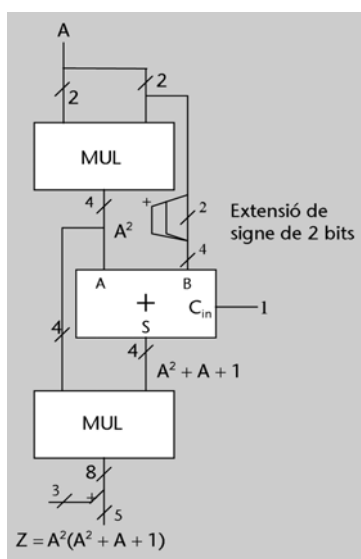 A
2
2
MUL
4
+
2
Extensió de
signe de 2 bits
A²
4
A
B
+
Cin
1
S
4
4
A² + A + 1
MUL
8
3
+
5
Z = A²(A² + A + 1)